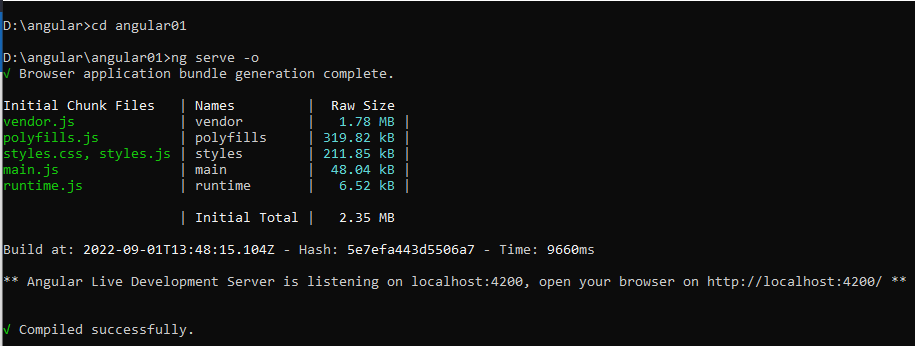 D:\angular>cd angular01
D:\angular\angular01>ng serve -o
√ Browser application bundle generation complete.
Initial Chunk Files | Names | Raw Size
vendor.js | vendor | 1.78 MB |
polyfills.js | polyfills | 319.82 kB |
styles.css, styles.js | styles | 211.85 kB |
main.js | main | 48.04 kB |
runtime.js | runtime | 6.52 kB |
| Initial Total | 2.35 MB
Build at: 2022-09-01T13:48:15.104Z - Hash: 5e7efa443d5506a7 - Time: 9660ms
** Angular Live Development Server is listening on localhost:4200, open your browser on http://localhost:4200/ **
√ Compiled successfully.